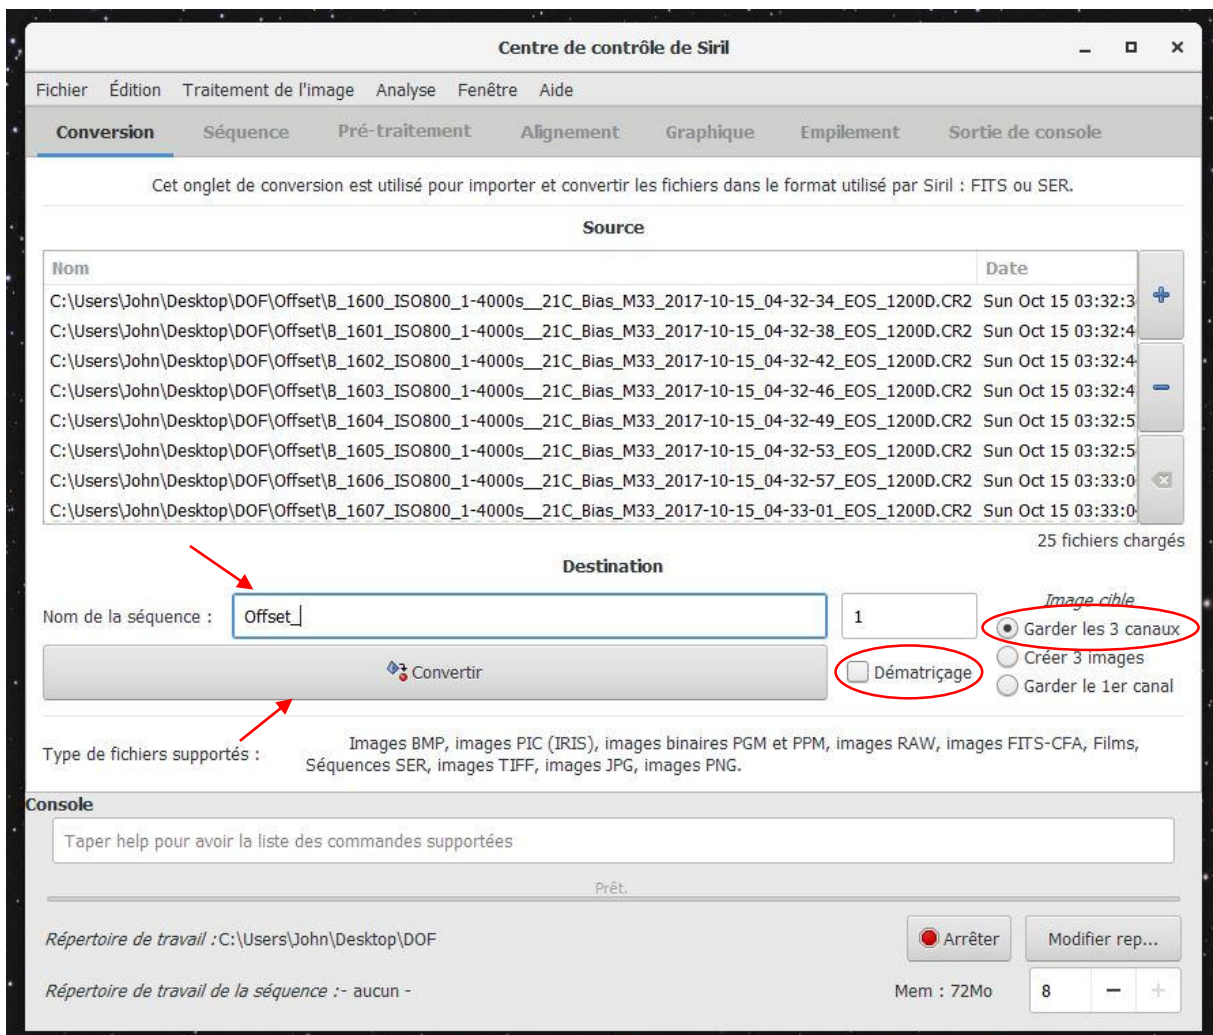 Centre de contrôle de Siril
Fichier Édition Traitement de l'image Analyse Fenêtre Aide
Conversion Séquence Pré-traitement Alignement Graphique Empilement Sortie de console
Cet onglet de conversion est utilisé pour importer et convertir les fichiers dans le format utilisé par Siril : FITS ou SER.
Source
Nom Date
C:\Users\John\Desktop\DOF\Offset\B_1600_ISO800_1-4000s__21C_Bias_M33_2017-10-15_04-32-34_EOS_1200D.CR2 Sun Oct 15 03:32:3
C:\Users\John\Desktop\DOF\Offset\B_1601_ISO800_1-4000s__21C_Bias_M33_2017-10-15_04-32-38_EOS_1200D.CR2 Sun Oct 15 03:32:4
C:\Users\John\Desktop\DOF\Offset\B_1602_ISO800_1-4000s__21C_Bias_M33_2017-10-15_04-32-42_EOS_1200D.CR2 Sun Oct 15 03:32:4
C:\Users\John\Desktop\DOF\Offset\B_1603_ISO800_1-4000s__21C_Bias_M33_2017-10-15_04-32-46_EOS_1200D.CR2 Sun Oct 15 03:32:4
C:\Users\John\Desktop\DOF\Offset\B_1604_ISO800_1-4000s__21C_Bias_M33_2017-10-15_04-32-49_EOS_1200D.CR2 Sun Oct 15 03:32:5
C:\Users\John\Desktop\DOF\Offset\B_1605_ISO800_1-4000s__21C_Bias_M33_2017-10-15_04-32-53_EOS_1200D.CR2 Sun Oct 15 03:32:5
C:\Users\John\Desktop\DOF\Offset\B_1606_ISO800_1-4000s__21C_Bias_M33_2017-10-15_04-32-57_EOS_1200D.CR2 Sun Oct 15 03:33:0
C:\Users\John\Desktop\DOF\Offset\B_1607_ISO800_1-4000s__21C_Bias_M33_2017-10-15_04-33-01_EOS_1200D.CR2 Sun Oct 15 03:33:0
25 fichiers chargés
Destination
Image cible
Nom de la séquence : Offset_ 1 Garder les 3 canaux
Créer 3 images
Convertir Dématriçage
Garder le 1er canal
Type de fichiers supportés : Images BMP, images PIC (IRIS), images binaires PGM et PPM, images RAW, images FITS-CFA, Films,
Séquences SER, images TIFF, images JPG, images PNG.
Console
Taper help pour avoir la liste des commandes supportées
Prêt.
Répertoire de travail : C:\Users\John\Desktop\DOF Arrêter Modifier rep...
Répertoire de travail de la séquence : - aucun - Mem : 72Mo 8